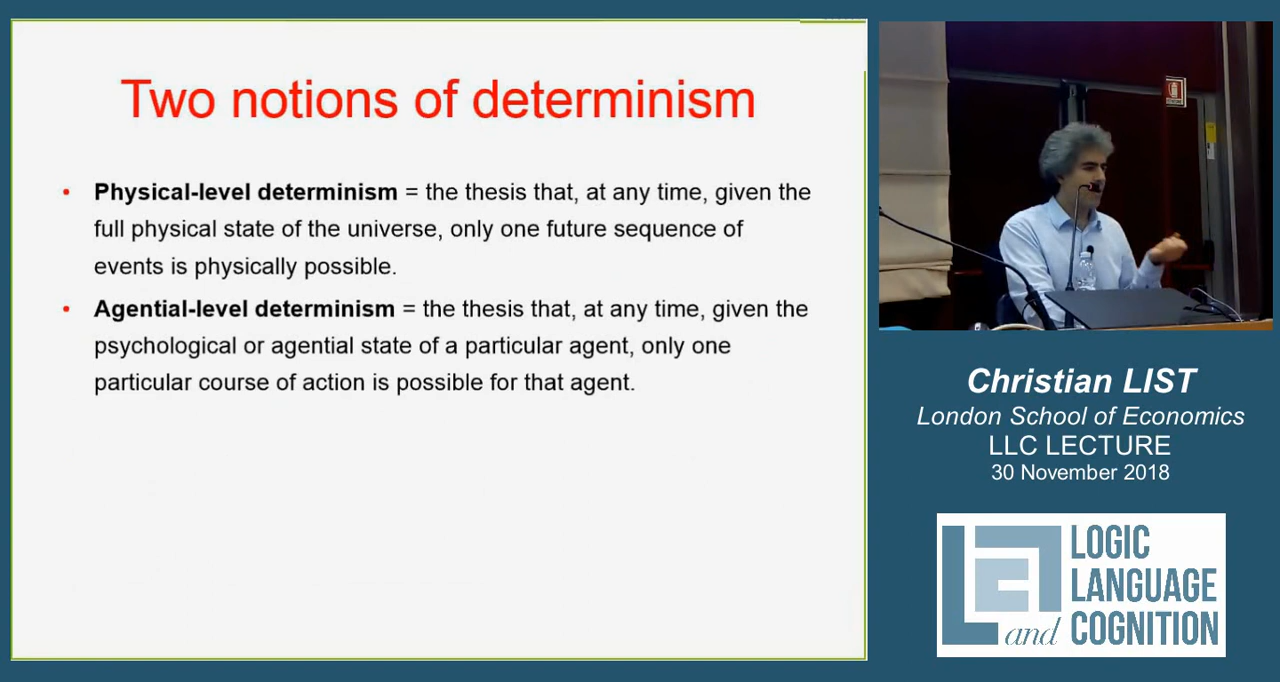 Two notions of determinism
• Physical-level determinism = the thesis that, at any time, given the
full physical state of the universe, only one future sequence of
events is physically possible.
• Agential-level determinism = the thesis that, at any time, given the
psychological or agential state of a particular agent, only one
particular course of action is possible for that agent.
Christian LIST
London School of Economics
LLC LECTURE
30 November 2018
LOGIC
LANGUAGE
and COGNITION